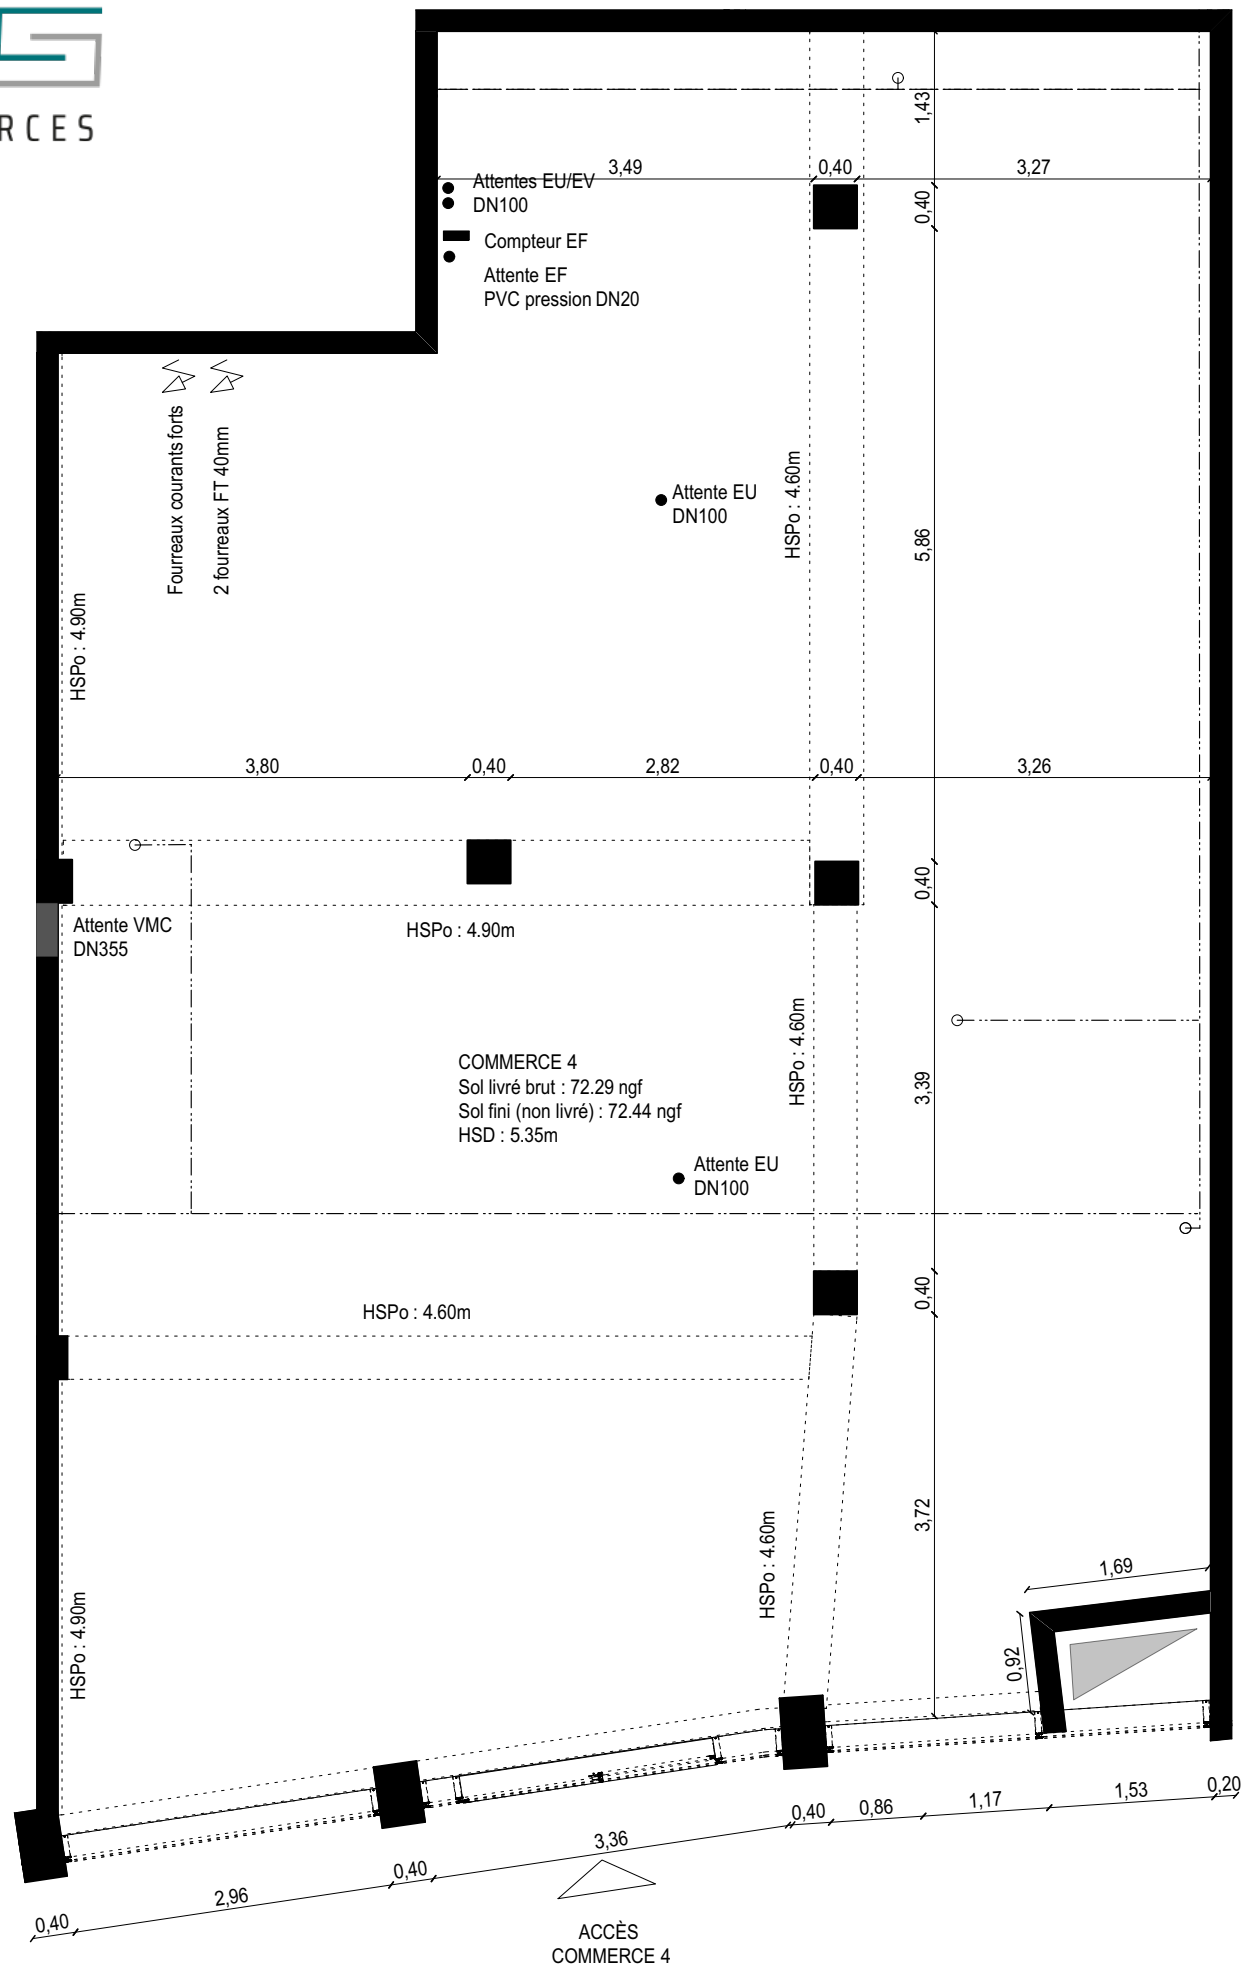 RCES
1,43
3,49
0,40
3,27
0,40
Attentes EU/EV
DN100
Compteur EF
Attente EF
PVC pression DN20
Fourreaux courants forts
2 fourreaux FT 40mm
HSPo : 4.60m
Attente EU
DN100
5,86
HSPo : 4.90m
3,80
0,40
2,82
0,40
3,26
0,40
Attente VMC
DN355
HSPo : 4.90m
HSPo : 4.60m
COMMERCE 4
Sol livré brut : 72.29 ngf
Sol fini (non livré) : 72.44 ngf
HSD : 5.35m
3,39
Attente EU
DN100
0,40
HSPo : 4.60m
3,72
HSPo : 4.60m
HSPo : 4.90m
1,69
0,92
0,40
2,96
0,40
3,36
0,40
0,86
1,17
1,53
0,20
ACCÈS
COMMERCE 4